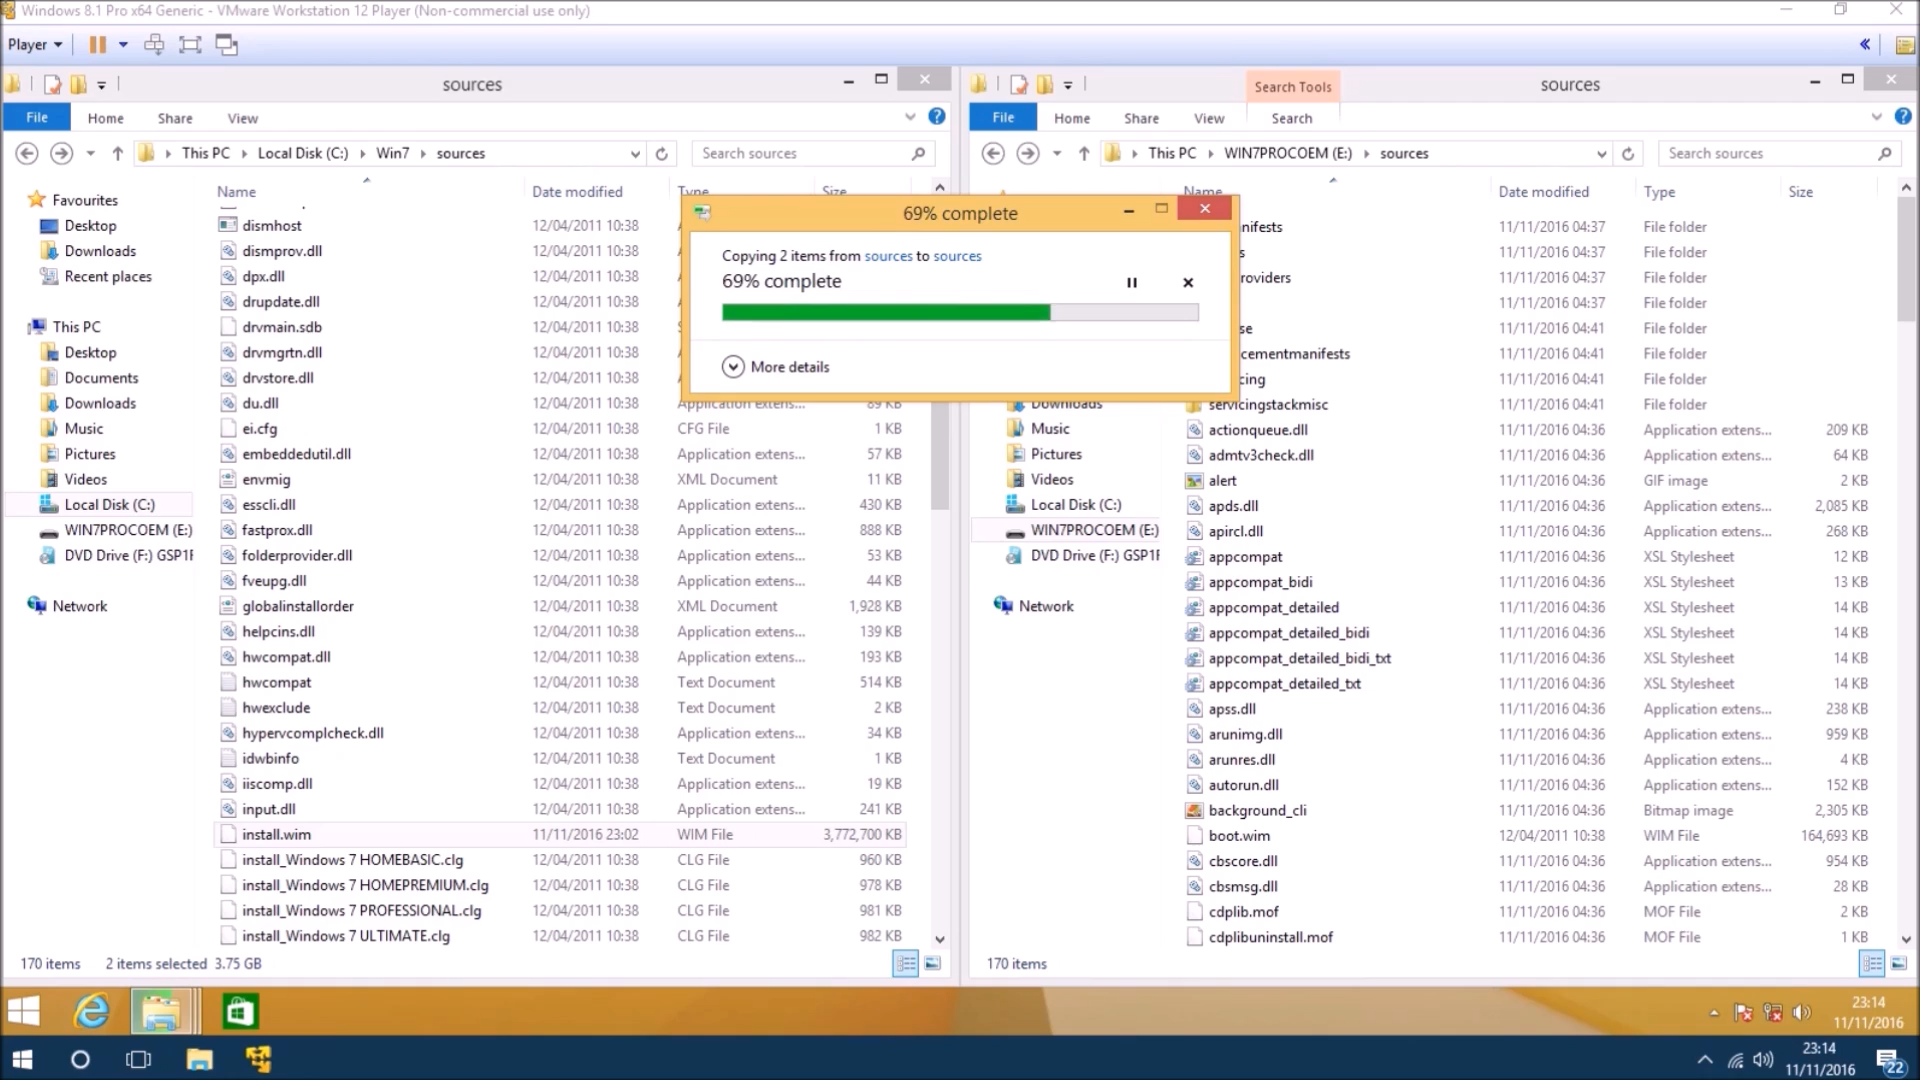 Windows 8.1 Pro x64 Generic - VMware Workstation 12 Player (Non-commercial use only)
Player
sources
File Home Share View
This PC Local Disk (C:) Win7 sources
Search sources
Name Date modified Type Size
Favourites
Desktop
Downloads
Recent places
This PC
Desktop
Documents
Downloads
Music
Pictures
Videos
Local Disk (C:)
WIN7PROCOEM (E:)
DVD Drive (F:) GSP1
Network
dismhost 12/04/2011 10:38
dismprov.dll 12/04/2011 10:38
dpx.dll 12/04/2011 10:38
drupdate.dll 12/04/2011 10:38
drvmain.sdb 12/04/2011 10:38
drvmgrtn.dll 12/04/2011 10:38
drvstore.dll 12/04/2011 10:38
du.dll 12/04/2011 10:38 Application extens... 89 KB
ei.cfg 12/04/2011 10:38 CFG File 1 KB
embeddedutil.dll 12/04/2011 10:38 Application extens... 57 KB
envmig 12/04/2011 10:38 XML Document 11 KB
esscli.dll 12/04/2011 10:38 Application extens... 430 KB
fastprox.dll 12/04/2011 10:38 Application extens... 888 KB
folderprovider.dll 12/04/2011 10:38 Application extens... 53 KB
fveupg.dll 12/04/2011 10:38 Application extens... 44 KB
globalinstallorder 12/04/2011 10:38 XML Document 1,928 KB
helpcins.dll 12/04/2011 10:38 Application extens... 139 KB
hwcompat.dll 12/04/2011 10:38 Application extens... 193 KB
hwcompat 12/04/2011 10:38 Text Document 514 KB
hwexclude 12/04/2011 10:38 Text Document 2 KB
hypervcomplcheck.dll 12/04/2011 10:38 Application extens... 34 KB
idwbinfo 12/04/2011 10:38 Text Document 1 KB
iiscomp.dll 12/04/2011 10:38 Application extens... 19 KB
input.dll 12/04/2011 10:38 Application extens... 241 KB
install.wim 11/11/2016 23:02 WIM File 3,772,700 KB
install_Windows 7 HOMEBASIC.clg 12/04/2011 10:38 CLG File 960 KB
install_Windows 7 HOMEPREMIUM.clg 12/04/2011 10:38 CLG File 978 KB
install_Windows 7 PROFESSIONAL.clg 12/04/2011 10:38 CLG File 981 KB
install_Windows 7 ULTIMATE.clg 12/04/2011 10:38 CLG File 982 KB
170 items 2 items selected 3.75 GB
69% complete
Copying 2 items from sources to sources
69% complete
More details
Search Tools
sources
File Home Share View Search
This PC WIN7PROCOEM (E:) sources
Search sources
Name Date modified Type Size
Downloads
Music
Pictures
Videos
Local Disk (C:)
WIN7PROCOEM (E:)
DVD Drive (F:) GSP1
Network
nifests 11/11/2016 04:37 File folder
s 11/11/2016 04:37 File folder
roviders 11/11/2016 04:37 File folder
11/11/2016 04:37 File folder
se 11/11/2016 04:41 File folder
cementmanifests 11/11/2016 04:41 File folder
cing 11/11/2016 04:41 File folder
servicingstackmisc 11/11/2016 04:41 File folder
actionqueue.dll 11/11/2016 04:36 Application extens... 209 KB
admtv3check.dll 11/11/2016 04:36 Application extens... 64 KB
alert 11/11/2016 04:36 GIF image 2 KB
apds.dll 11/11/2016 04:36 Application extens... 2,085 KB
apircl.dll 11/11/2016 04:36 Application extens... 268 KB
appcompat 11/11/2016 04:36 XSL Stylesheet 12 KB
appcompat_bidi 11/11/2016 04:36 XSL Stylesheet 13 KB
appcompat_detailed 11/11/2016 04:36 XSL Stylesheet 14 KB
appcompat_detailed_bidi 11/11/2016 04:36 XSL Stylesheet 14 KB
appcompat_detailed_bidi_txt 11/11/2016 04:36 XSL Stylesheet 14 KB
appcompat_detailed_txt 11/11/2016 04:36 XSL Stylesheet 14 KB
apss.dll 11/11/2016 04:36 Application extens... 238 KB
arunimg.dll 11/11/2016 04:36 Application extens... 959 KB
arunres.dll 11/11/2016 04:36 Application extens... 4 KB
autorun.dll 11/11/2016 04:36 Application extens... 152 KB
background_cli 11/11/2016 04:36 Bitmap image 2,305 KB
boot.wim 12/04/2011 10:38 WIM File 164,693 KB
cbscore.dll 11/11/2016 04:36 Application extens... 954 KB
cbsmsg.dll 11/11/2016 04:36 Application extens... 28 KB
cdplib.mof 11/11/2016 04:36 MOF File 2 KB
cdplibuninstall.mof 11/11/2016 04:36 MOF File 1 KB
170 items
23:14
11/11/2016
23:14
11/11/2016
22